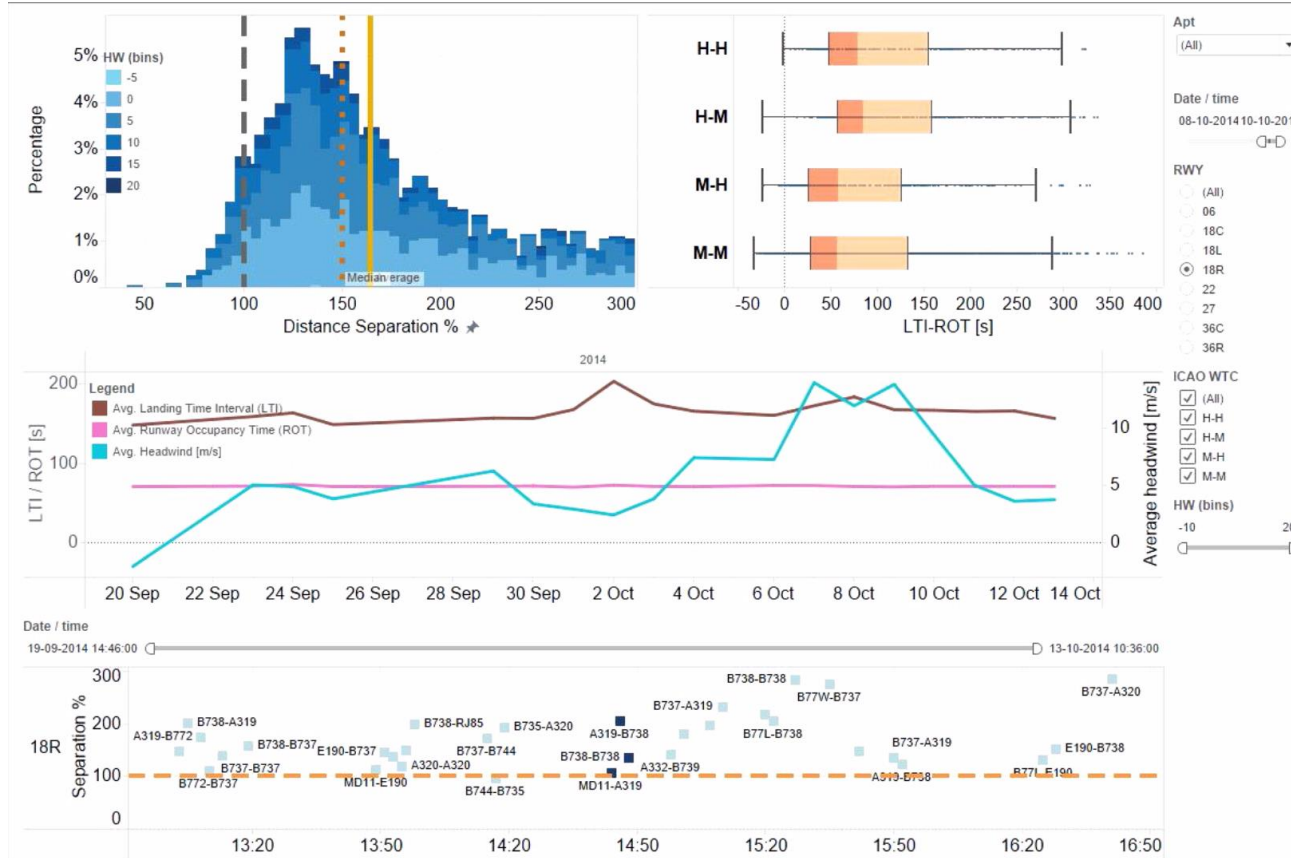 5%
4%
3%
2%
1%
0%
Percentage
HW (bins)
-5
0
5
10
15
20
Median erage
50 100 150 200 250 300
Distance Separation %
H-H
H-M
M-H
M-M
-50 0 50 100 150 200 250 300 350 400
LTI-ROT [s]
Apt
(All)
Date / time
08-10-2014 10-10-201
RWY
(All)
06
18C
18L
18R
22
27
36C
36R
ICAO WTC
(All)
H-H
H-M
M-H
M-M
HW (bins)
-10 20
2014
200
100
0
LTI / ROT [s]
Legend
Avg. Landing Time Interval (LTI)
Avg. Runway Occupancy Time (ROT)
Avg. Headwind [m/s]
10
5
0
Average headwind [m/s]
20 Sep 22 Sep 24 Sep 26 Sep 28 Sep 30 Sep 2 Oct 4 Oct 6 Oct 8 Oct 10 Oct 12 Oct 14 Oct
Date / time
19-09-2014 14:46:00 13-10-2014 10:36:00
18R
Separation %
300
200
100
0
B738-A319
A319-B772
B738-B737
B737-B737
B772-B737
B738-RJ85
E190-B737
A320-A320
MD11-E190
B735-A320
B737-B744
B744-B735
A319-B738
B738-B738
MD11-A319
B737-A319
A332-B739
B738-B738
B77W-B737
B77L-B738
B737-A319
A319-B738
B737-A320
E190-B738
B77L-E190
13:20 13:50 14:20 14:50 15:20 15:50 16:20 16:50